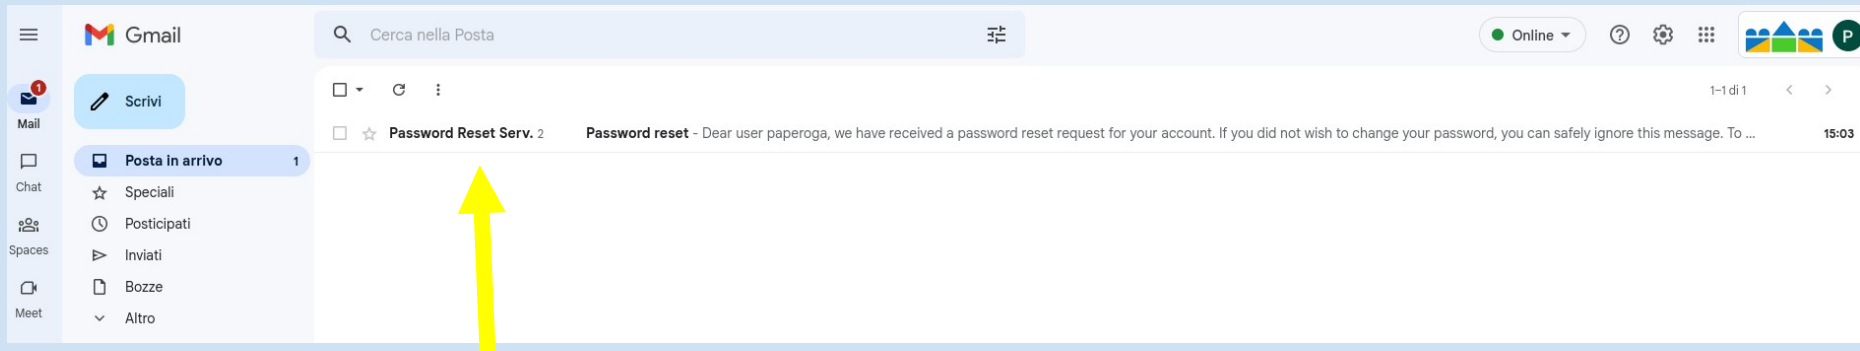 Gmail
Cerca nella Posta
Online
P
1
Mail
Scrivi
1–1 di 1
Password Reset Serv. 2 Password reset - Dear user paperoga, we have received a password reset request for your account. If you did not wish to change your password, you can safely ignore this message. To ... 15:03
Posta in arrivo 1
Chat
Speciali
Posticipati
Spaces
Inviati
Bozze
Meet
Altro